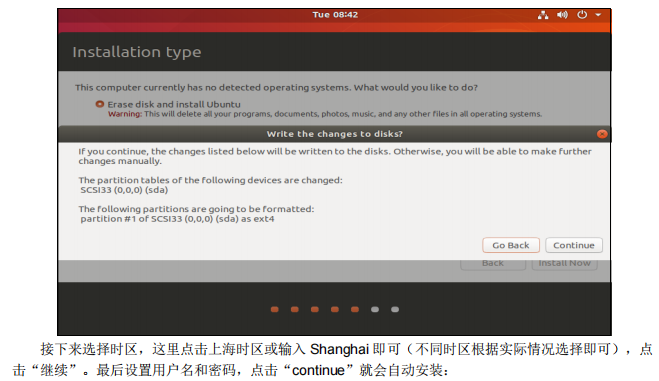 Tue 08:42
Installation type
This computer currently has no detected operating systems. What would you like to do?
Erase disk and install Ubuntu
Warning: This will delete all your programs, documents, photos, music, and any other files in all operating systems.
Write the changes to disks?
If you continue, the changes listed below will be written to the disks. Otherwise, you will be able to make further
changes manually.
The partition tables of the following devices are changed:
SCSI33 (0,0,0) (sda)
The following partitions are going to be formatted:
partition #1 of SCSI33 (0,0,0) (sda) as ext4
Go Back Continue
Back Install Now
接下来选择时区，这里点击上海时区或输入 Shanghai 即可（不同时区根据实际情况选择即可），点
击“继续”。最后设置用户名和密码，点击“continue”就会自动安装：